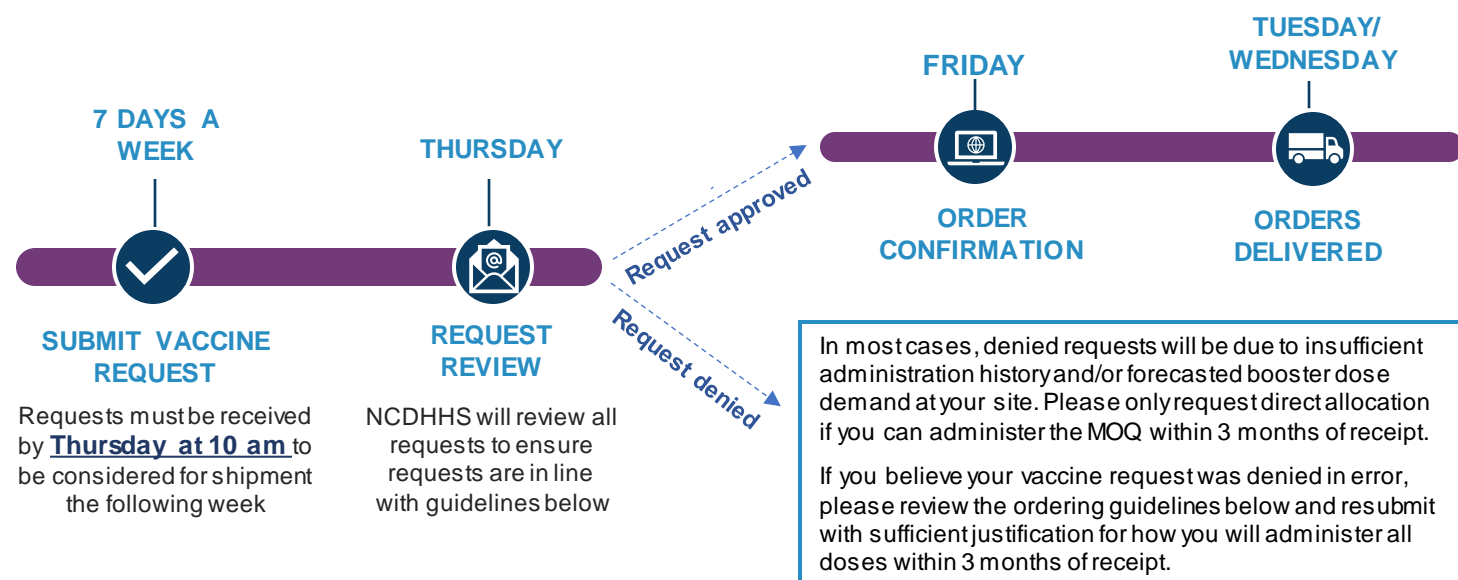 7 DAYS A
WEEK
SUBMIT VACCINE
REQUEST
Requests must be received
by Thursday at 10 am to
be considered for shipment
the following week
THURSDAY
@
REQUEST
REVIEW
NCDHHS will review all
requests to ensure
requests are in line
with guidelines below
Request approved
FRIDAY
ORDER
CONFIRMATION
TUESDAY/
WEDNESDAY
ORDERS
DELIVERED
Request denied
In most cases, denied requests will be due to insufficient
administration history and/or forecasted booster dose
demand at your site. Please only request direct allocation
if you can administer the MOQ within 3 months of receipt.
If you believe your vaccine request was denied in error,
please review the ordering guidelines below and resubmit
with sufficient justification for how you will administer all
doses within 3 months of receipt.